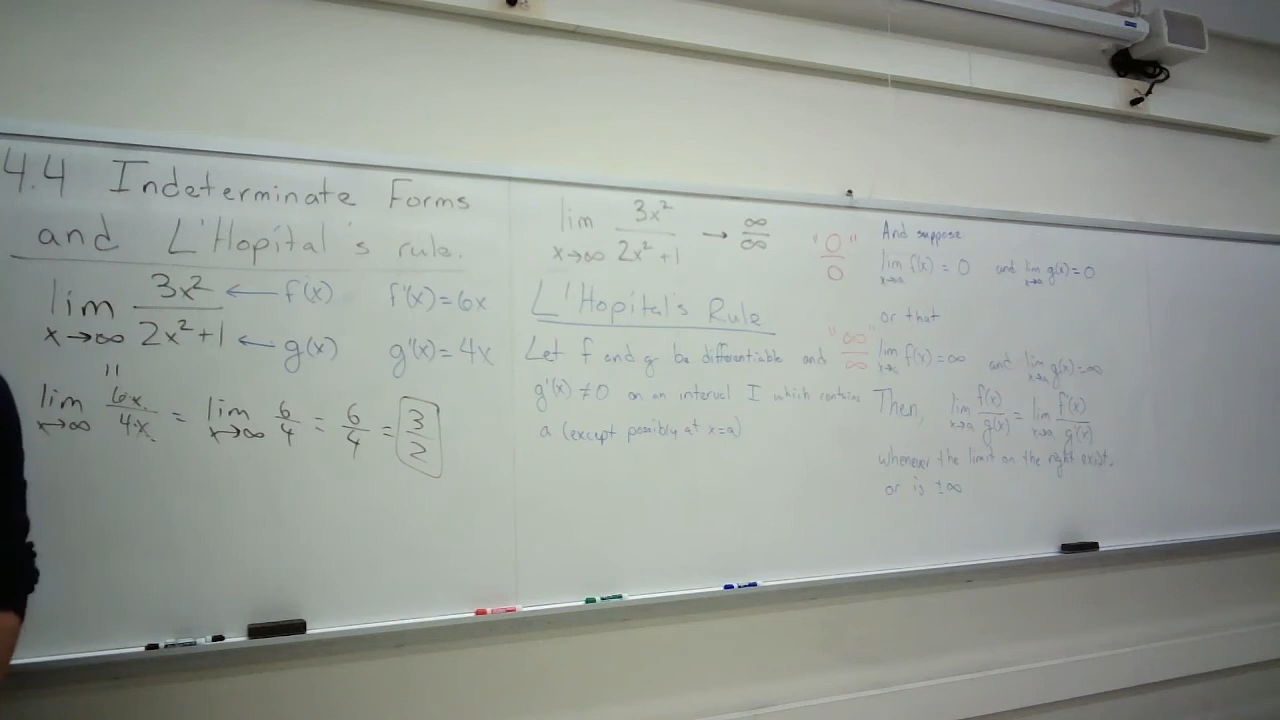 4.4 Indeterminate Forms
and L'Hopital's rule.
lim x→∞ 3x²/2x²+1 ← f(x) f'(x)=6x
← g(x) g'(x)=4x
"
lim x→∞ 6x/4x = lim x→∞ 6/4 = 6/4 = 3/2
lim x→∞ 3x²/2x²+1 → ∞/∞
L'Hopital's Rule
Let f and g be differentiable and
g'(x) ≠ 0 on an interval I which contains
a (except possibly at x=a)
And suppose
"0/0" lim x→a f(x) = 0 and lim x→a g(x) = 0
or that
"∞/∞" lim x→a f(x) = ∞ and lim x→a g(x) = ∞
Then, lim x→a f(x)/g(x) = lim x→a f'(x)/g'(x)
whenever the limit on the right exist.
or is ±∞